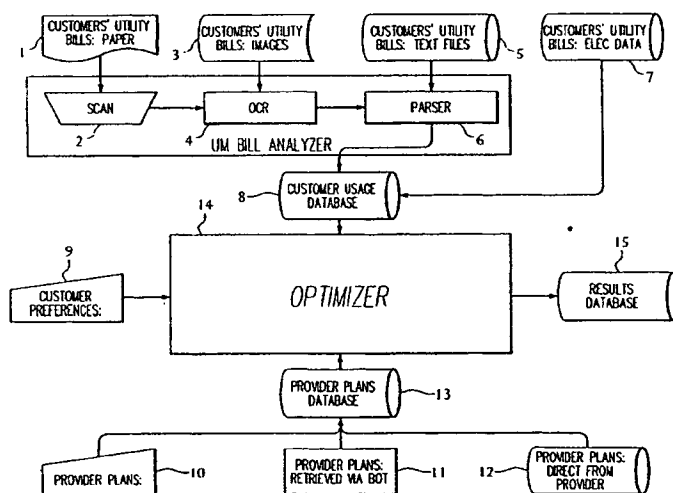 CUSTOMERS' UTILITY
BILLS: PAPER
1
CUSTOMERS' UTILITY
BILLS: IMAGES
3
CUSTOMERS' UTILITY
BILLS: TEXT FILES
5
CUSTOMERS' UTILITY
BILLS: ELEC DATA
7
SCAN
2
OCR
4
PARSER
6
UM BILL ANALYZER
8
CUSTOMER USAGE
DATABASE
14
9
CUSTOMER
PREFERENCES:
OPTIMIZER
15
RESULTS
DATABASE
PROVIDER PLANS
DATABASE
13
PROVIDER PLANS:
10
PROVIDER PLANS:
RETRIEVED VIA BOT
11
12
PROVIDER PLANS:
DIRECT FROM
PROVIDER